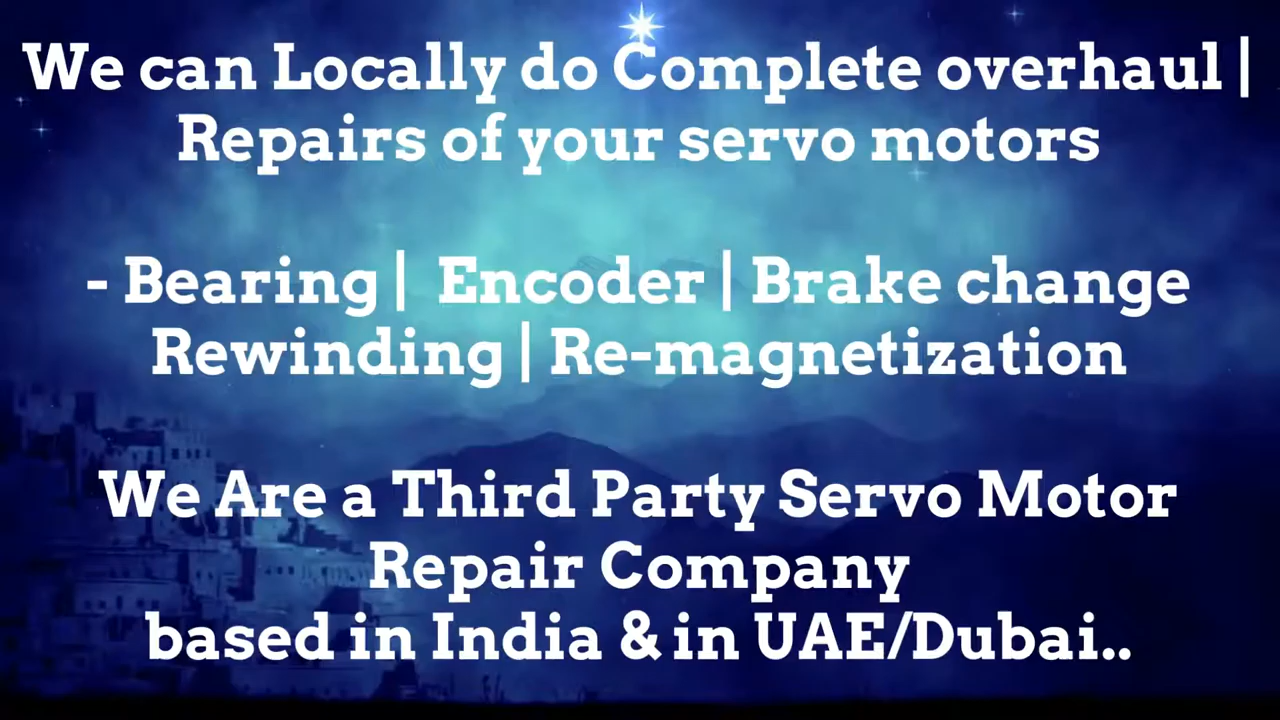 We can Locally do Complete overhaul |
Repairs of your servo motors
- Bearing | Encoder | Brake change
Rewinding | Re-magnetization
We Are a Third Party Servo Motor
Repair Company
based in India & in UAE/Dubai..